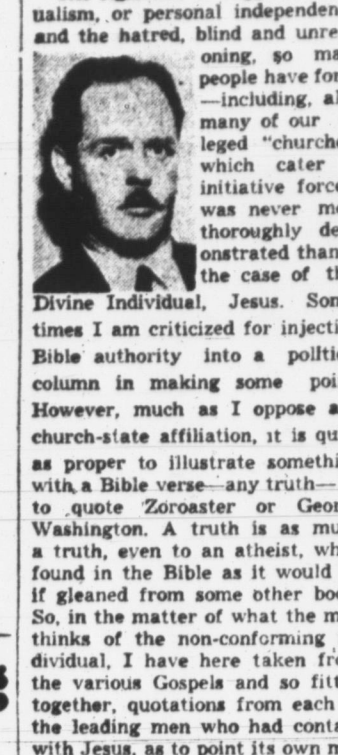 ualism, or personal independen
and the hatred, blind and unre
oning, so ma
people have for
—including, al
many of our
leged "churche
which cater
initiative force
was never mo
thoroughly de
onstrated than
the case of th
Divine Individual, Jesus. Som
times I am criticized for injecti
Bible authority into a politic
column in making some poi
However, much as I oppose a
church-state affiliation, it is qu
as proper to illustrate somethi
with a Bible verse—any truth—
to quote Zoroaster or Geor
Washington. A truth is as mu
a truth, even to an atheist, wh
found in the Bible as it would
if gleaned from some other boo
So, in the matter of what the m
thinks of the non-conforming
dividual, I have here taken fro
the various Gospels and so fitt
together, quotations from each
the leading men who had conta
with Jesus, as to point its own m